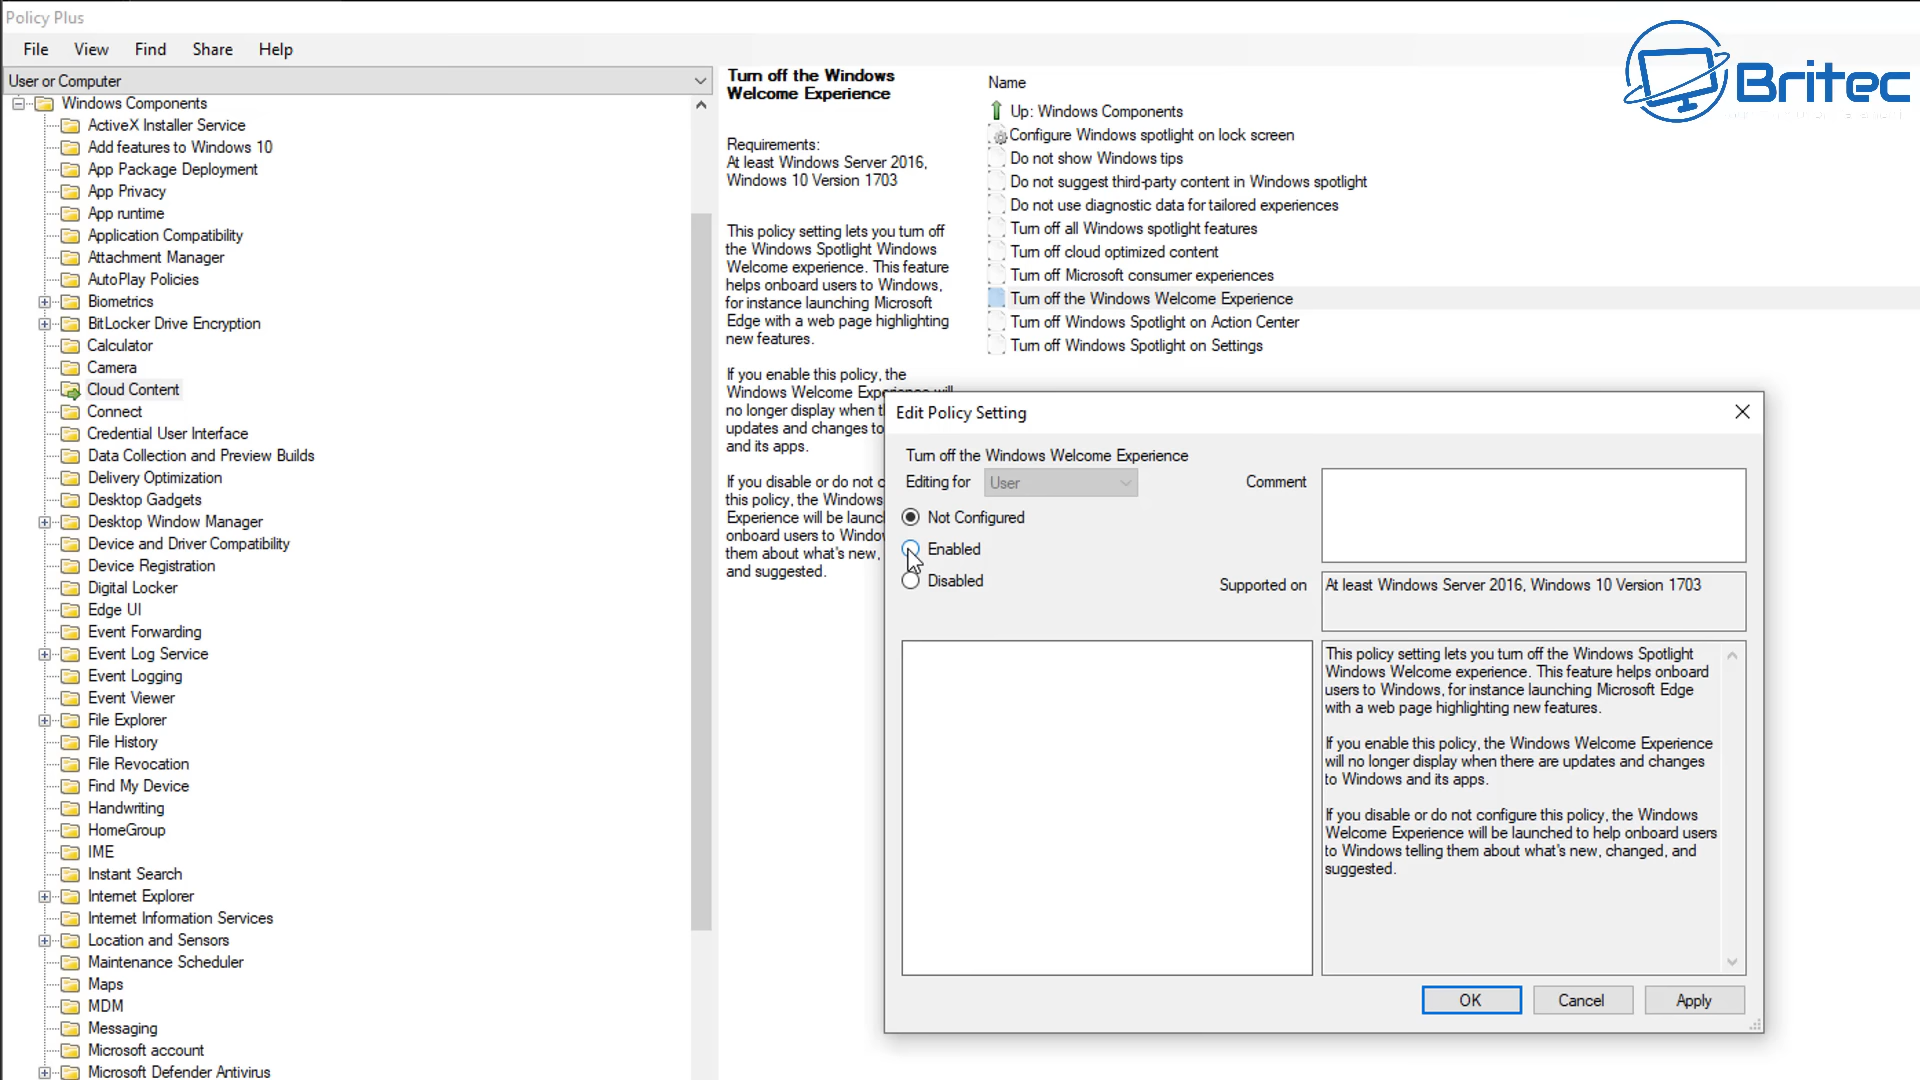 Policy Plus
File
View
Find
Share
Help
User or Computer
Windows Components
ActiveX Installer Service
Add features to Windows 10
App Package Deployment
App Privacy
App runtime
Application Compatibility
Attachment Manager
AutoPlay Policies
Biometrics
BitLocker Drive Encryption
Calculator
Camera
Cloud Content
Connect
Credential User Interface
Data Collection and Preview Builds
Delivery Optimization
Desktop Gadgets
Desktop Window Manager
Device and Driver Compatibility
Device Registration
Digital Locker
Edge UI
Event Forwarding
Event Log Service
Event Logging
Event Viewer
File Explorer
File History
File Revocation
Find My Device
Handwriting
HomeGroup
IME
Instant Search
Internet Explorer
Internet Information Services
Location and Sensors
Maintenance Scheduler
Maps
MDM
Messaging
Microsoft account
Microsoft Defender Antivirus
Turn off the Windows
Welcome Experience
Requirements:
At least Windows Server 2016,
Windows 10 Version 1703
This policy setting lets you turn off
the Windows Spotlight Windows
Welcome experience. This feature
helps onboard users to Windows,
for instance launching Microsoft
Edge with a web page highlighting
new features.
If you enable this policy, the
Windows Welcome Experience will
no longer display when t
updates and changes to
and its apps.
If you disable or do not c
this policy, the Windows
Experience will be launc
onboard users to Windo
them about what's new,
and suggested.
Name
Up: Windows Components
Configure Windows spotlight on lock screen
Do not show Windows tips
Do not suggest third-party content in Windows spotlight
Do not use diagnostic data for tailored experiences
Turn off all Windows spotlight features
Turn off cloud optimized content
Turn off Microsoft consumer experiences
Turn off the Windows Welcome Experience
Turn off Windows Spotlight on Action Center
Turn off Windows Spotlight on Settings
Britec
Edit Policy Setting
Turn off the Windows Welcome Experience
Editing for
User
Comment
Not Configured
Enabled
Disabled
Supported on
At least Windows Server 2016, Windows 10 Version 1703
This policy setting lets you turn off the Windows Spotlight
Windows Welcome experience. This feature helps onboard
users to Windows, for instance launching Microsoft Edge
with a web page highlighting new features.
If you enable this policy, the Windows Welcome Experience
will no longer display when there are updates and changes
to Windows and its apps.
If you disable or do not configure this policy, the Windows
Welcome Experience will be launched to help onboard users
to Windows telling them about what's new, changed, and
suggested.
OK
Cancel
Apply